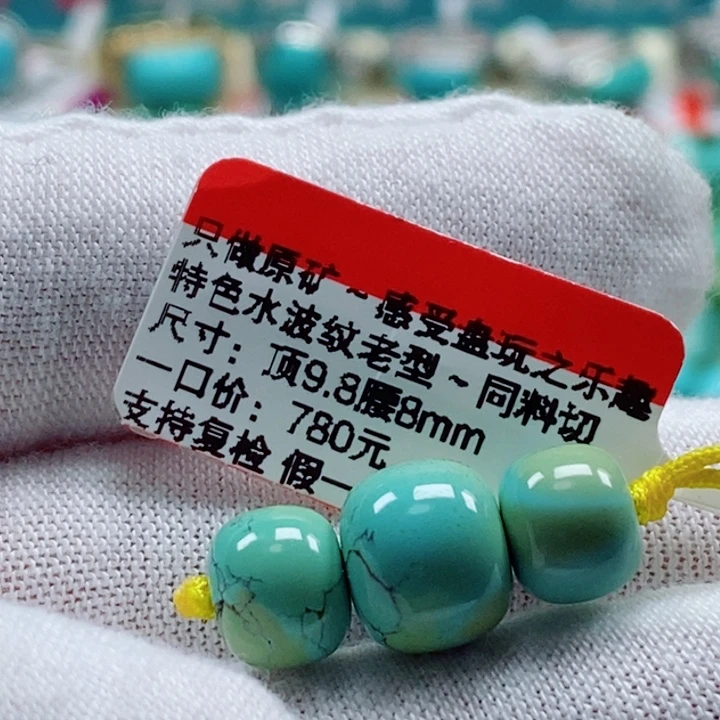 只做原矿~感受盘玩之乐趣
特色水波纹老型~同料切
尺寸：顶9.8腰8mm
一口价：780元
支持复检 假一